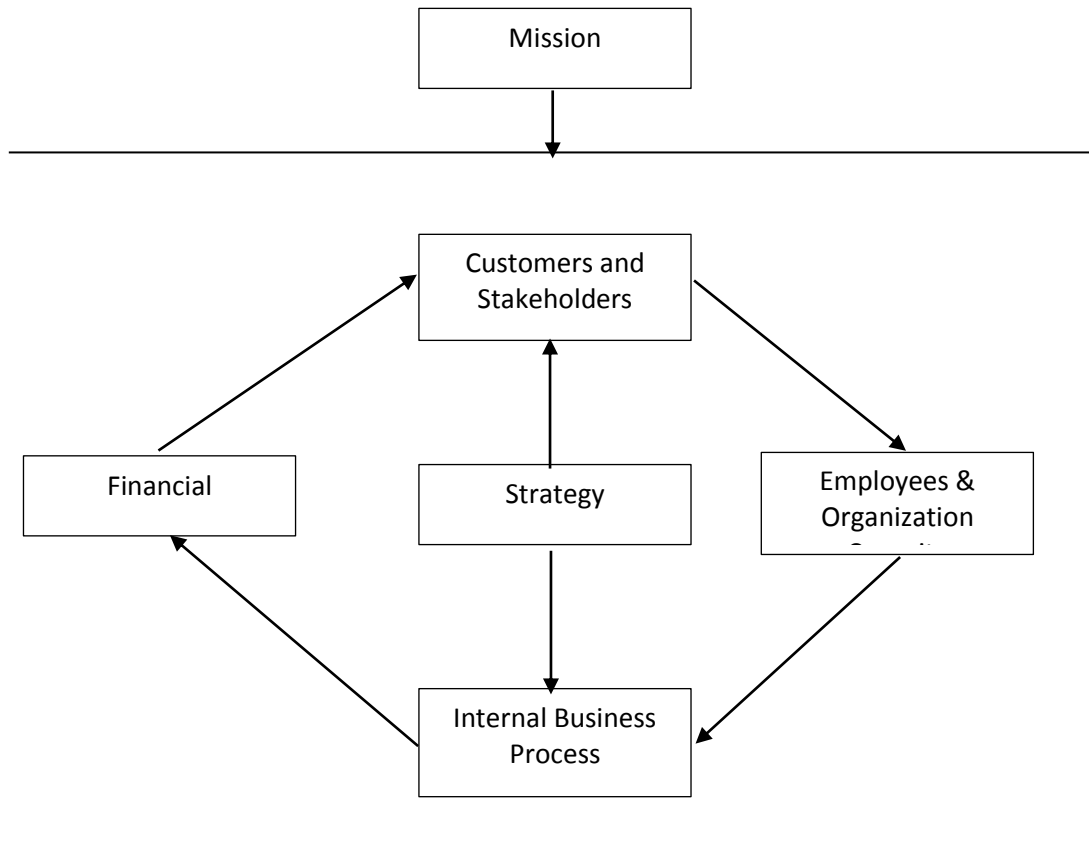 Mission
Customers and
Stakeholders
Financial
Strategy
Employees &
Organization
Internal Business
Process